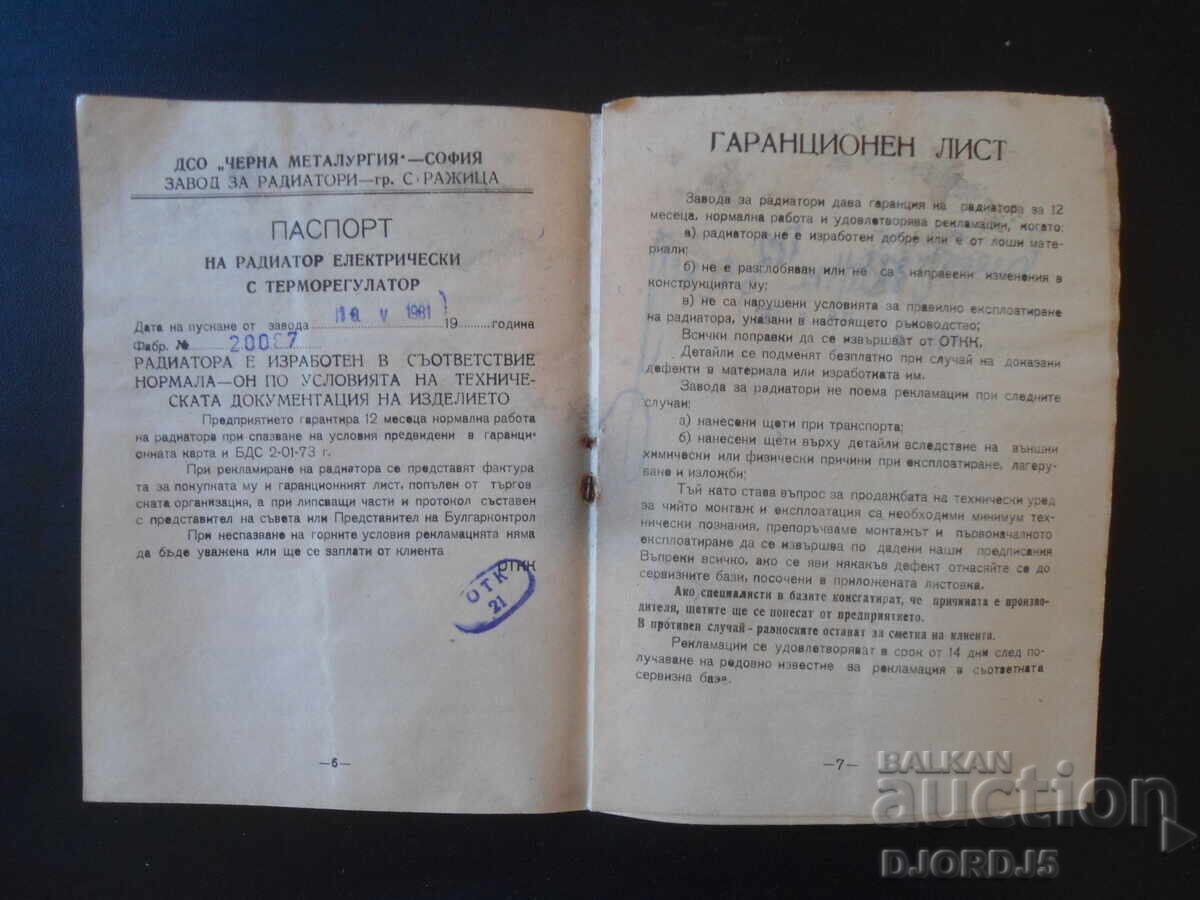 ДСО „ЧЕРНА МЕТАЛУРГИЯ"—СОФИЯ
ЗАВОД ЗА РАДИАТОРИ—гр. С РАЖИЦА
ПАСПОРТ
НА РАДИАТОР ЕЛЕКТРИЧЕСКИ
С ТЕРМОРЕГУЛАТОР
Дата на пускане от завода V 1981 19 ........година
Фабр. № 20087
РАДИАТОРА Е ИЗРАБОТЕН В СЪОТВЕТСТВИЕ
НОРМАЛА—ОН ПО УСЛОВИЯТА НА ТЕХНИЧЕ-
СКАТА ДОКУМЕНТАЦИЯ НА ИЗДЕЛИЕТО
Предприятието гарантира 12 месеца нормална работа
на радиатора при спазване на условия предвидени в гаранци-
онната карта и БДС 2-01-73 г.
При рекламиране на радиатора се представят фактура
та за покупката му и гаранционният лист, попълен от търгов
ската организация, а при липсващи части и протокол съставен
с представител на съвета или Представител на Булгарконтрол
При неспазване на горните условия рекламацията няма
да бъде уважена или ще се заплати от клиента
ОТКК
ОТК
21
—6—
ГАРАНЦИОНЕН ЛИСТ
Завода за радиатори дава гаранция на радиатора за 12
месеца, нормална работа и удовлетворява рекламации, когато:
а) радиатора не е изработен добре или е от лоши мате-
риали;
б) не е разглобяван или не са направени изменения в
конструкцията му;
в) не са нарушени условията за правилно експлоатиране
на радиатора, указани в настоящето ръководство;
Всички поправки да се извършват от ОТКК,
Детайли се подменят безплатно при случай на доказани
дефекти в материала или изработката им.
Завода за радиатори не поема рекламации при следните
случаи:
а) нанесени щети при транспорта;
б) нанесени щети върху детайли вследствие на външни
химически или физически причини при експлоатиране, лагеру-
ване и изложби;
Тъй като става въпрос за продажбата на технически уред
за чийто монтаж и експлоатация са необходими минимум тех-
нически познания, препоръчваме монтажът и първоначалното
експлоатиране да се извършва по дадени наши предписания
Въпреки всичко, ако се яви някакъв дефект отнасяйте се до
сервизните бази, посочени в приложената листовка.
Ако специалисти в базите консгатират, че причината е производ-
дителя, щетите ще се понесат от предприятието.
В противен случай - разноските остават за сметка на клиента.
Рекламации се удовлетворяват в срок от 14 дни след по-
лучаване на редовно известие за рекламация в съответната
сервизна база.
—7—
BALKAN
auction
DJORDJ5